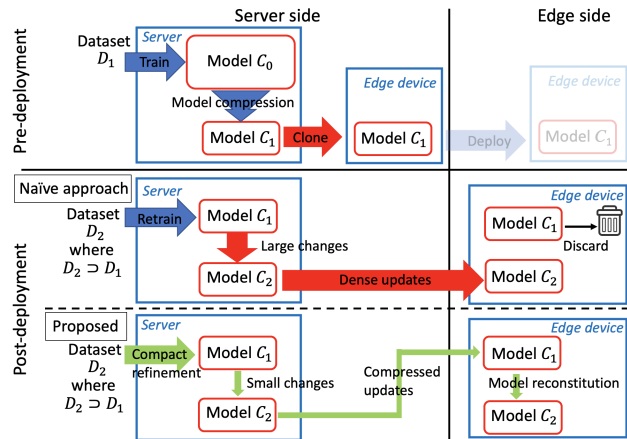 Server side
Edge side
Pre-deployment
Dataset
D₁
Server
Train
Model C₀
Model compression
Model C₁
Clone
Edge device
Model C₁
Deploy
Edge device
Model C₁
Post-deployment
Naïve approach
Dataset
D₂
where
D₂ ⊃ D₁
Server
Retrain
Model C₁
Large changes
Model C₂
Dense updates
Edge device
Model C₁
Discard
Model C₂
Proposed
Dataset
D₂
where
D₂ ⊃ D₁
Server
Compact
refinement
Model C₁
Small changes
Model C₂
Compressed
updates
Edge device
Model C₁
Model reconstitution
Model C₂